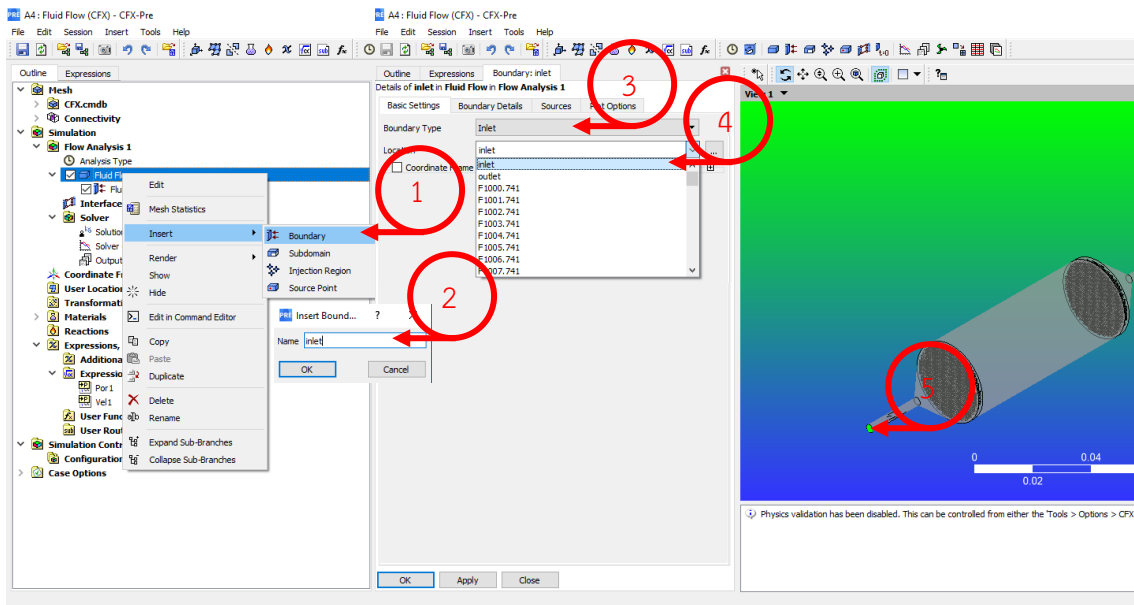 A4 : Fluid Flow (CFX) - CFX-Pre
File Edit Session Insert Tools Help
Outline Expressions
Mesh
CFX.cmdb
Connectivity
Simulation
Flow Analysis 1
Analysis Type
Fluid Fl
Flu
Interface
Solver
Solution
Solver
Output
Coordinate Fr
User Location
Transformati
Materials
Reactions
Expressions,
Additiona
Expressio
Por1
Vel1
User Func
User Rout
Simulation Contr
Configuration
Case Options
Edit
Mesh Statistics
Insert
Render
Show
Hide
Edit in Command Editor
Copy
Paste
Duplicate
Delete
Rename
Expand Sub-Branches
Collapse Sub-Branches
Boundary
Subdomain
Injection Region
Source Point
1
2
PRE Insert Bound... ? X
Name inlet
OK Cancel
A4 : Fluid Flow (CFX) - CFX-Pre
File Edit Session Insert Tools Help
Outline Expressions Boundary: inlet
Details of inlet in Fluid Flow in Flow Analysis 1
Basic Settings Boundary Details Sources Plot Options
Boundary Type Inlet
Location inlet ...
Coordinate Frame
inlet
outlet
F1000.741
F1001.741
F1002.741
F1003.741
F1004.741
F1005.741
F1006.741
F1007.741
3
4
OK Apply Close
View 1
5
0 0.04
0.02
Physics validation has been disabled. This can be controlled from either the 'Tools > Options > CFX